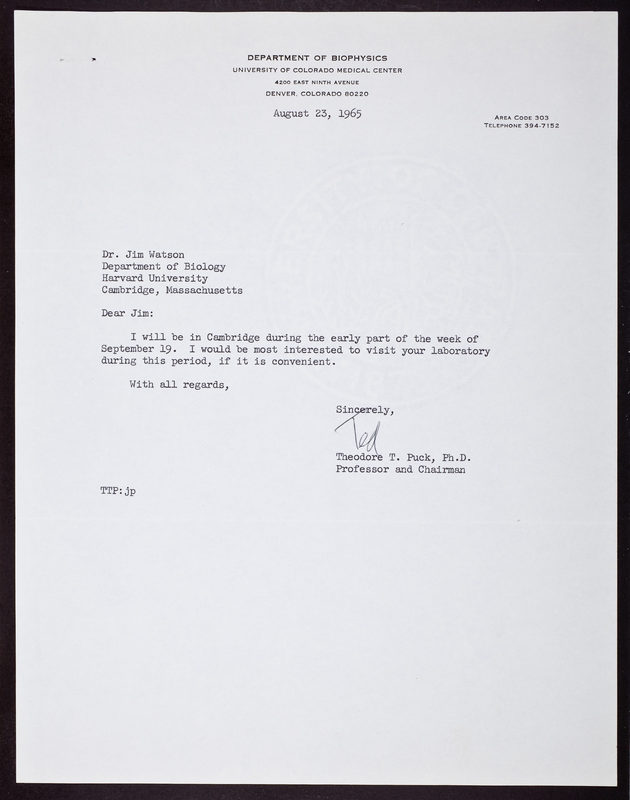 DEPARTMENT OF BIOPHYSICS
UNIVERSITY OF COLORADO MEDICAL CENTER
4200 EAST NINTH AVENUE
DENVER, COLORADO 80220
August 23, 1965
AREA CODE 303
TELEPHONE 394-7152
Dr. Jim Watson
Department of Biology
Harvard University
Cambridge, Massachusetts
Dear Jim:
I will be in Cambridge during the early part of the week of
September 19. I would be most interested to visit your laboratory
during this period, if it is convenient.
With all regards,
Sincerely,
Ted
Theodore T. Puck, Ph.D.
Professor and Chairman
TTP:jp